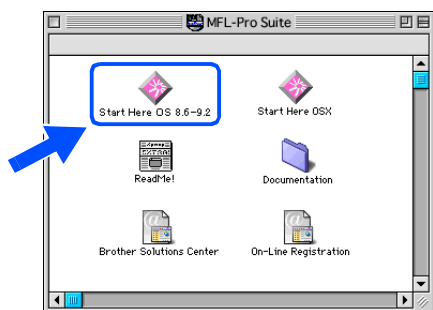 MFL-Pro Suite
Start Here OS 8.6-9.2
Start Here OSX
EXTRA!
ReadMe!
Documentation
Brother Solutions Center
On-Line Registration